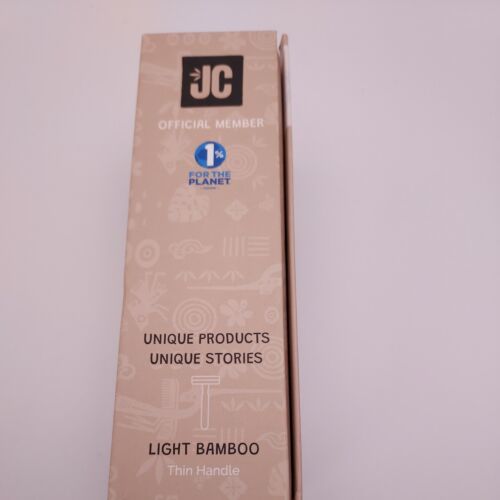 JC
OFFICIAL MEMBER
1%
FOR THE
PLANET
UNIQUE PRODUCTS
UNIQUE STORIES
LIGHT BAMBOO
Thin Handle